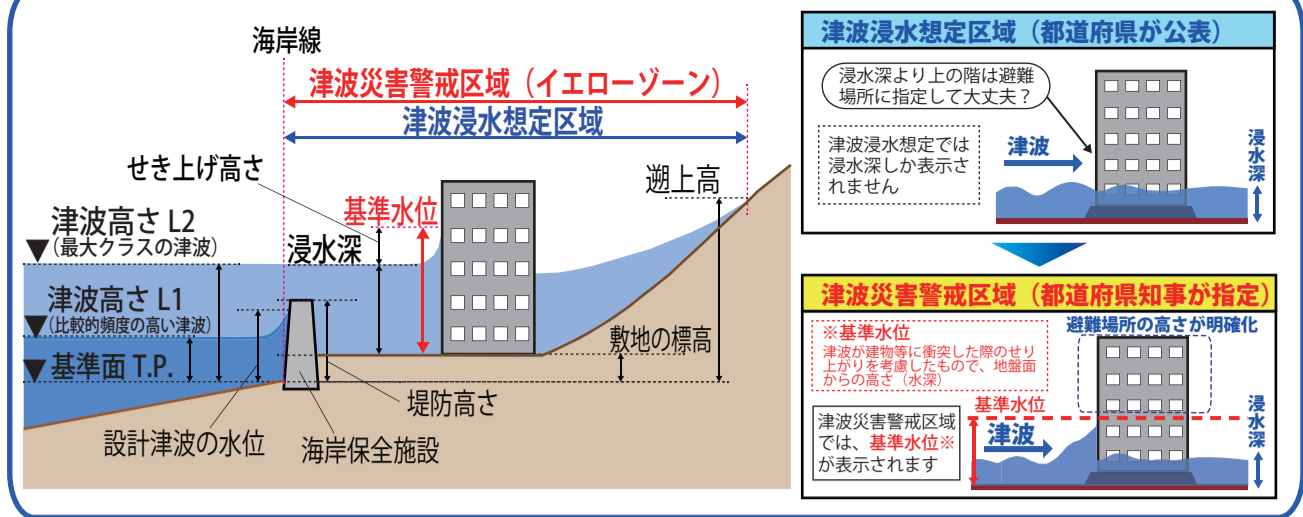 海岸線
津波災害警戒区域（イエローゾーン）
津波浸水想定区域
せき上げ高さ
遡上高
基準水位
津波高さ L2
（最大クラスの津波）
浸水深
津波高さ L1
（比較的頻度の高い津波）
基準面 T.P.
敷地の標高
堤防高さ
設計津波の水位
海岸保全施設
津波浸水想定区域（都道府県が公表）
浸水深より上の階は避難
場所に指定して大丈夫？
津波浸水想定では
浸水深しか表示さ
れません
津波
浸水深
津波災害警戒区域（都道府県知事が指定）
※基準水位
津波が建物等に衝突した際のせり
上がりを考慮したもので、地盤面
からの高さ（水深）
避難場所の高さが明確化
基準水位
津波災害警戒区域
では、基準水位※
が表示されます
津波
浸水深